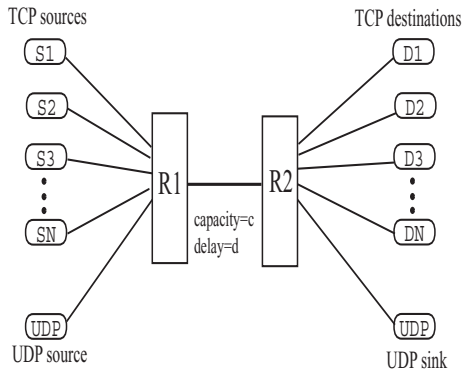 TCP sources
S1
S2
S3
SN
UDP
UDP source
R1
capacity=c
delay=d
R2
TCP destinations
D1
D2
D3
DN
UDP
UDP sink